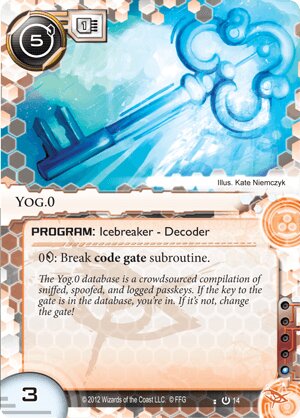 5
1
Illus. Kate Niemczyk
YOG.0
PROGRAM: Icebreaker - Decoder
0: Break code gate subroutine.
The Yog.0 database is a crowdsourced compilation of
sniffed, spoofed, and logged passkeys. If the key to the
gate is in the database, you're in. If it's not, change
the gate!
3
© 2012 Wizards of the Coast LLC. © FFG
14